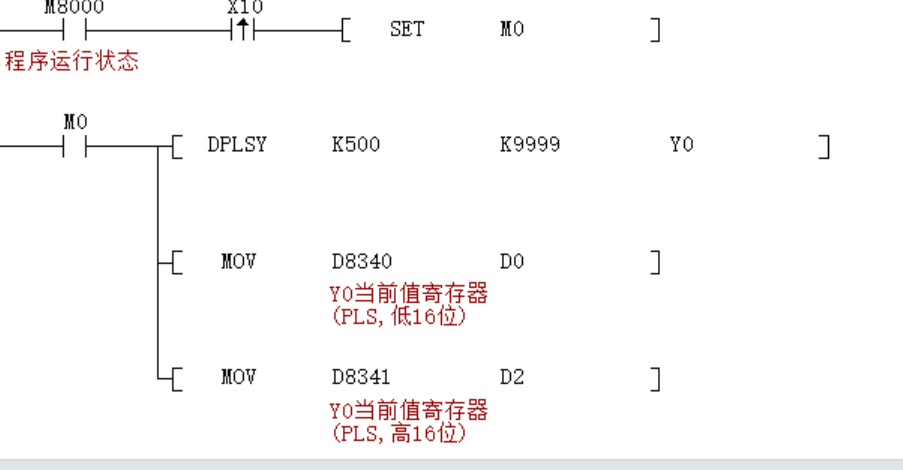 M8000 X10
SET M0
程序运行状态
M0
DPLSY K500 K9999 Y0
MOV D8340 D0
Y0当前值寄存器
(PLS,低16位)
MOV D8341 D2
Y0当前值寄存器
(PLS,高16位)